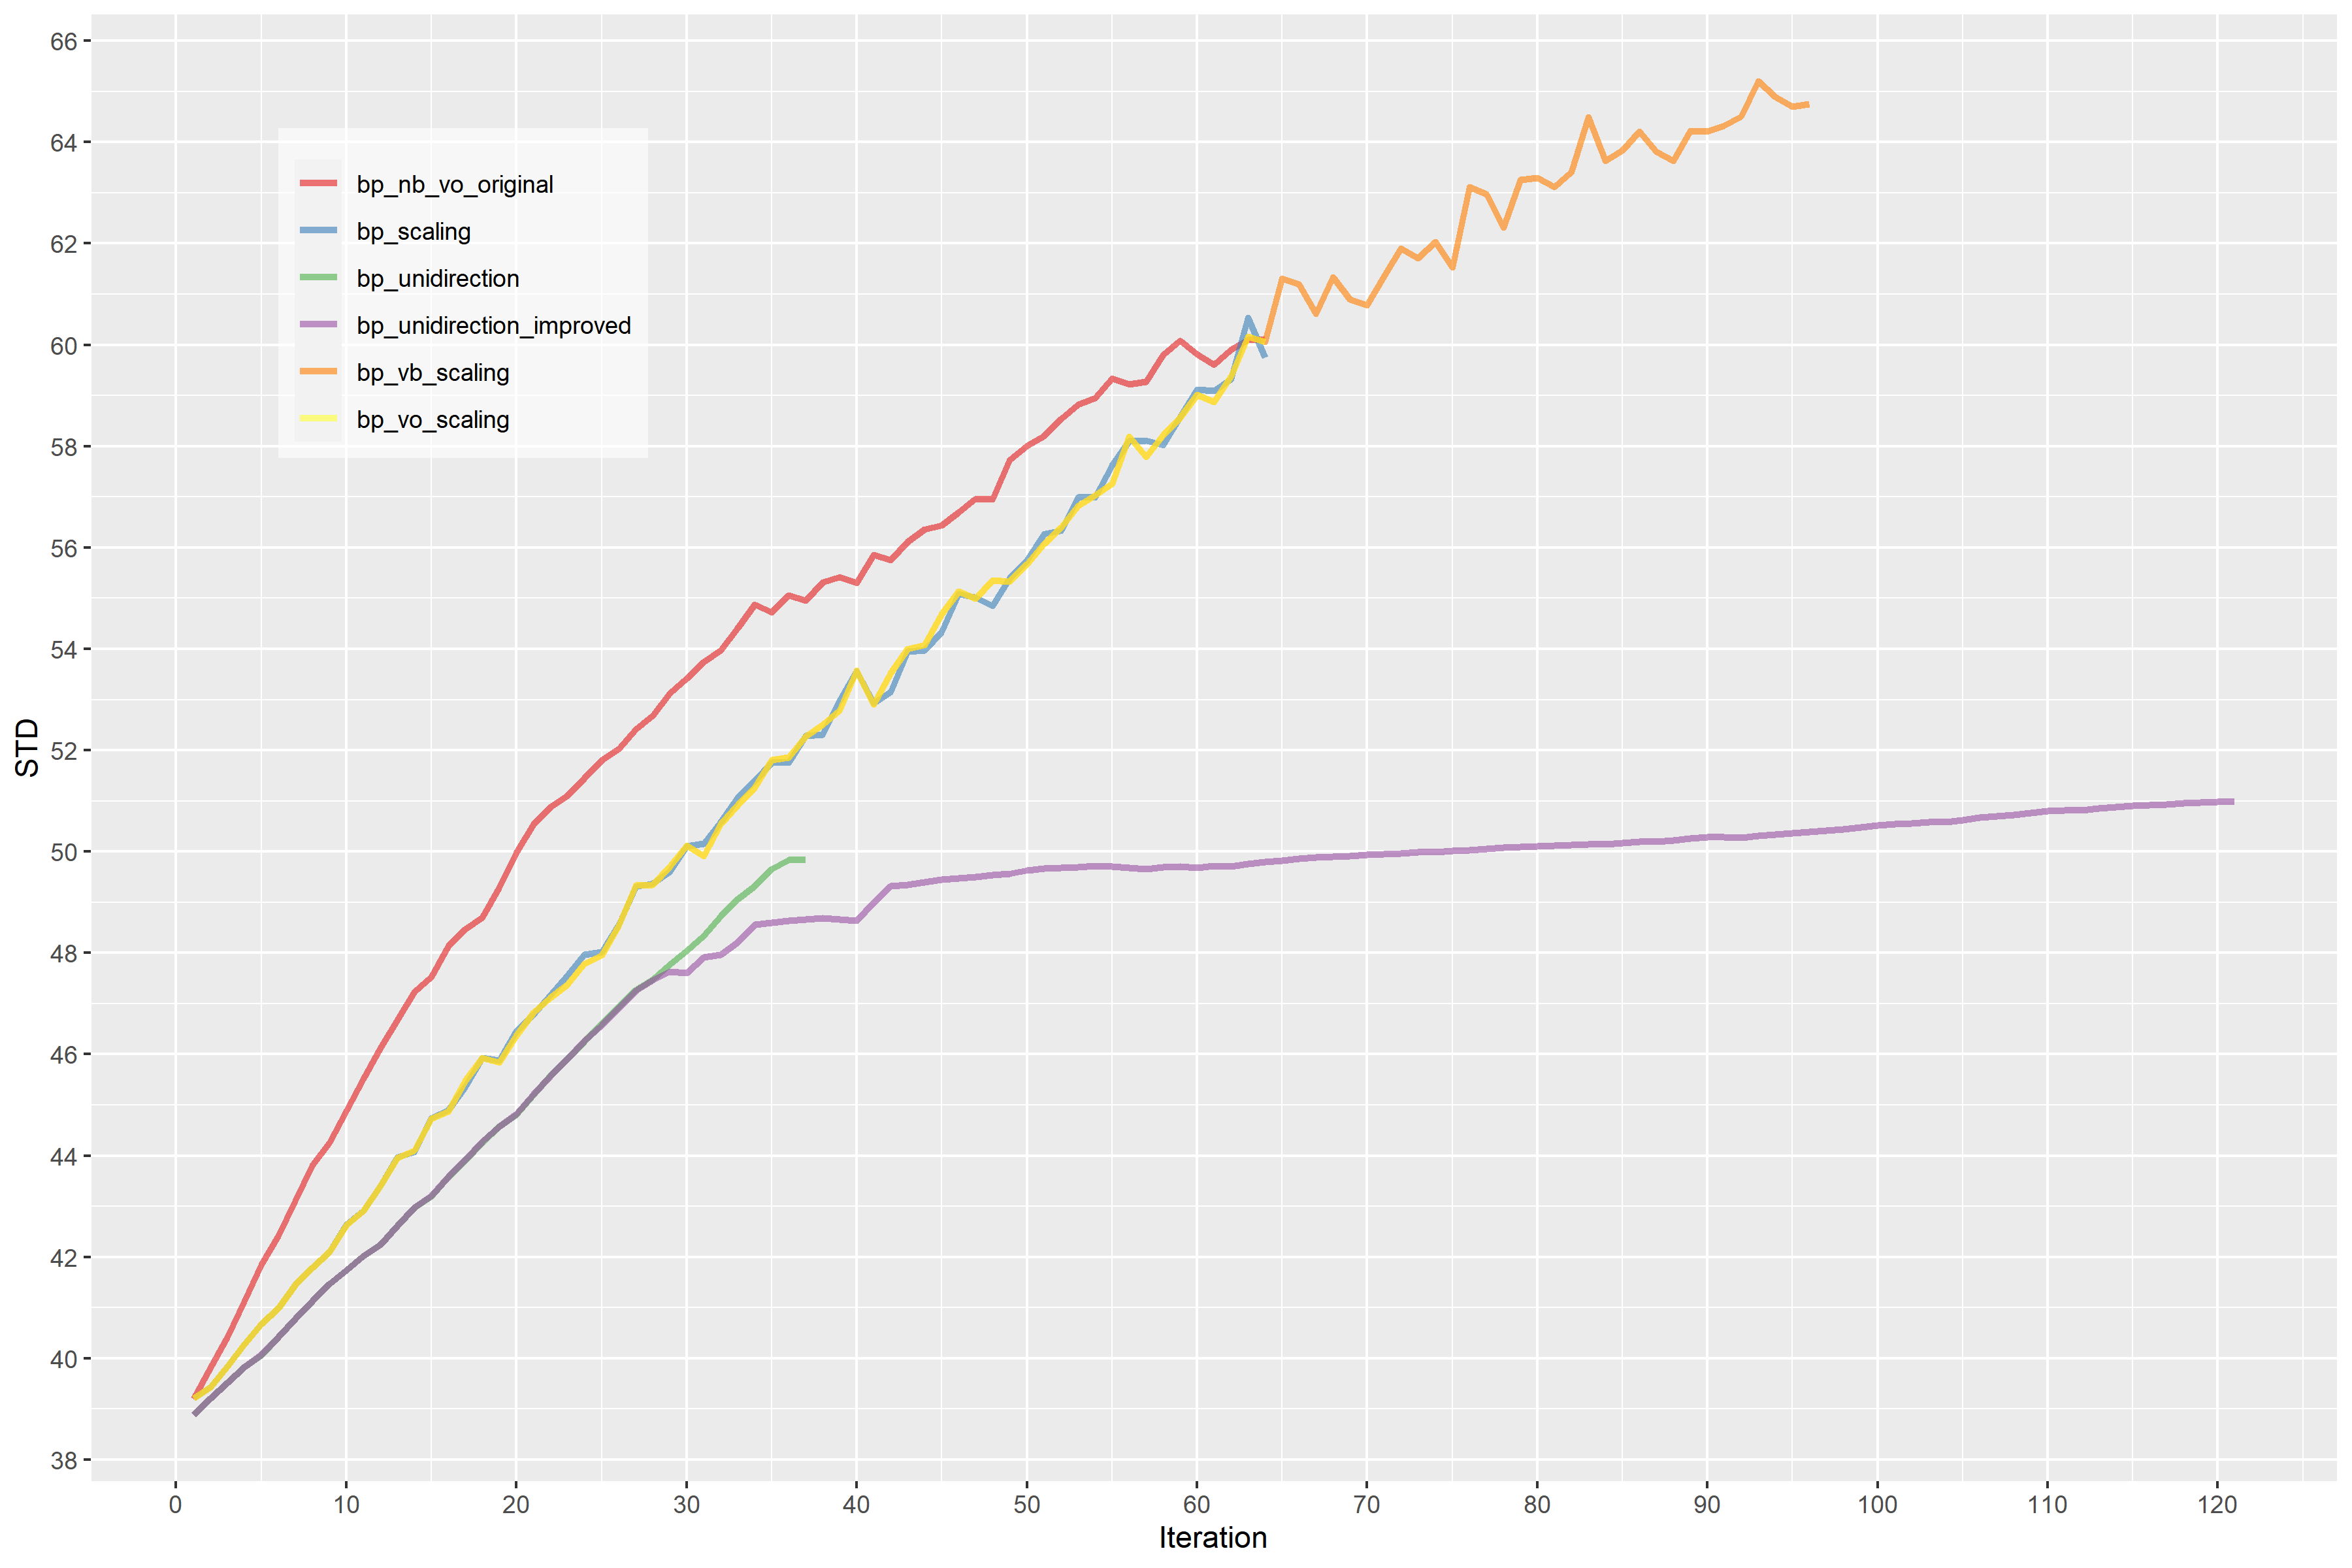 66
64
62
60
58
56
54
52
50
48
46
44
42
40
38
STD
bp_nb_vo_original
bp_scaling
bp_unidirection
bp_unidirection_improved
bp_vb_scaling
bp_vo_scaling
0 10 20 30 40 50 60 70 80 90 100 110 120
Iteration